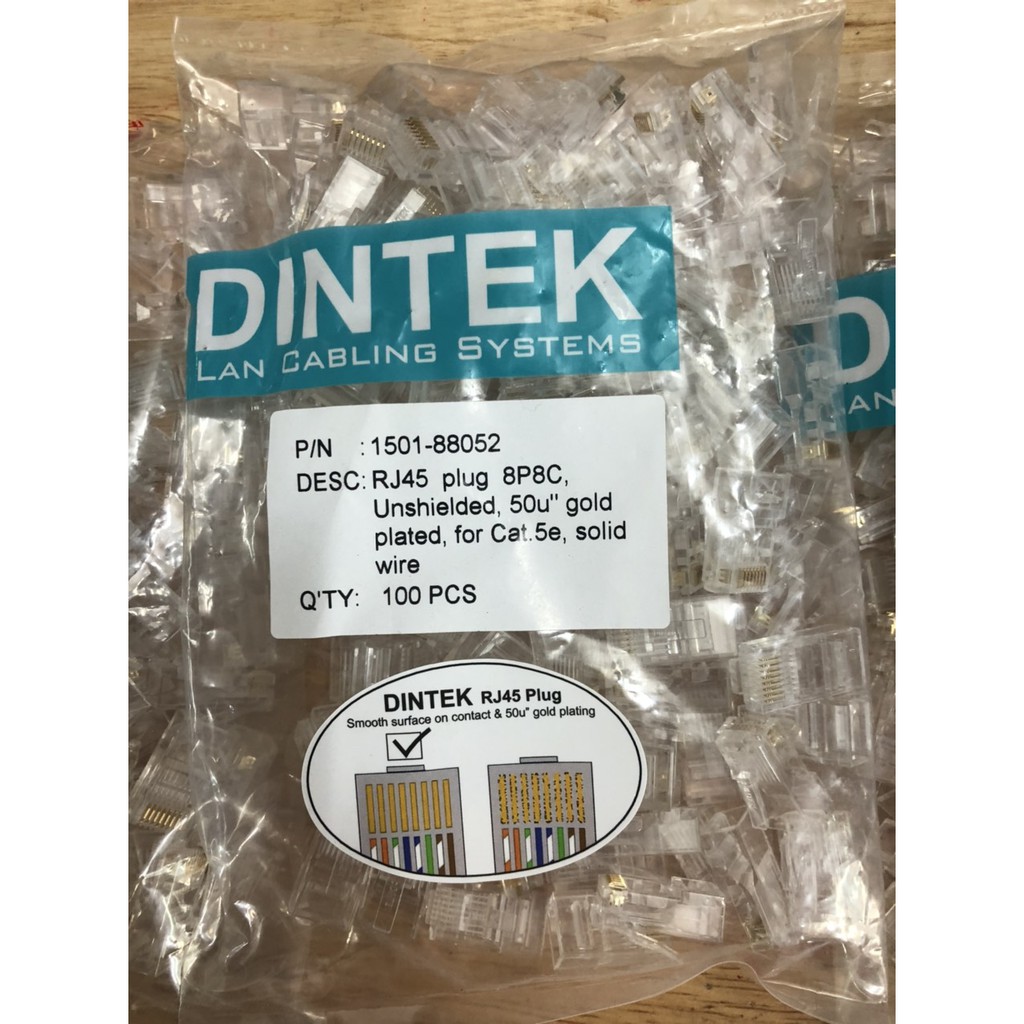 DINTEK
LAN CABLING SYSTEMS
D
AN
P/N : 1501-88052
DESC: RJ45 plug 8P8C,
Unshielded, 50u" gold
plated, for Cat.5e, solid
wire
Q'TY: 100 PCS
DINTEK RJ45 Plug
Smooth surface on contact & 50u" gold plating